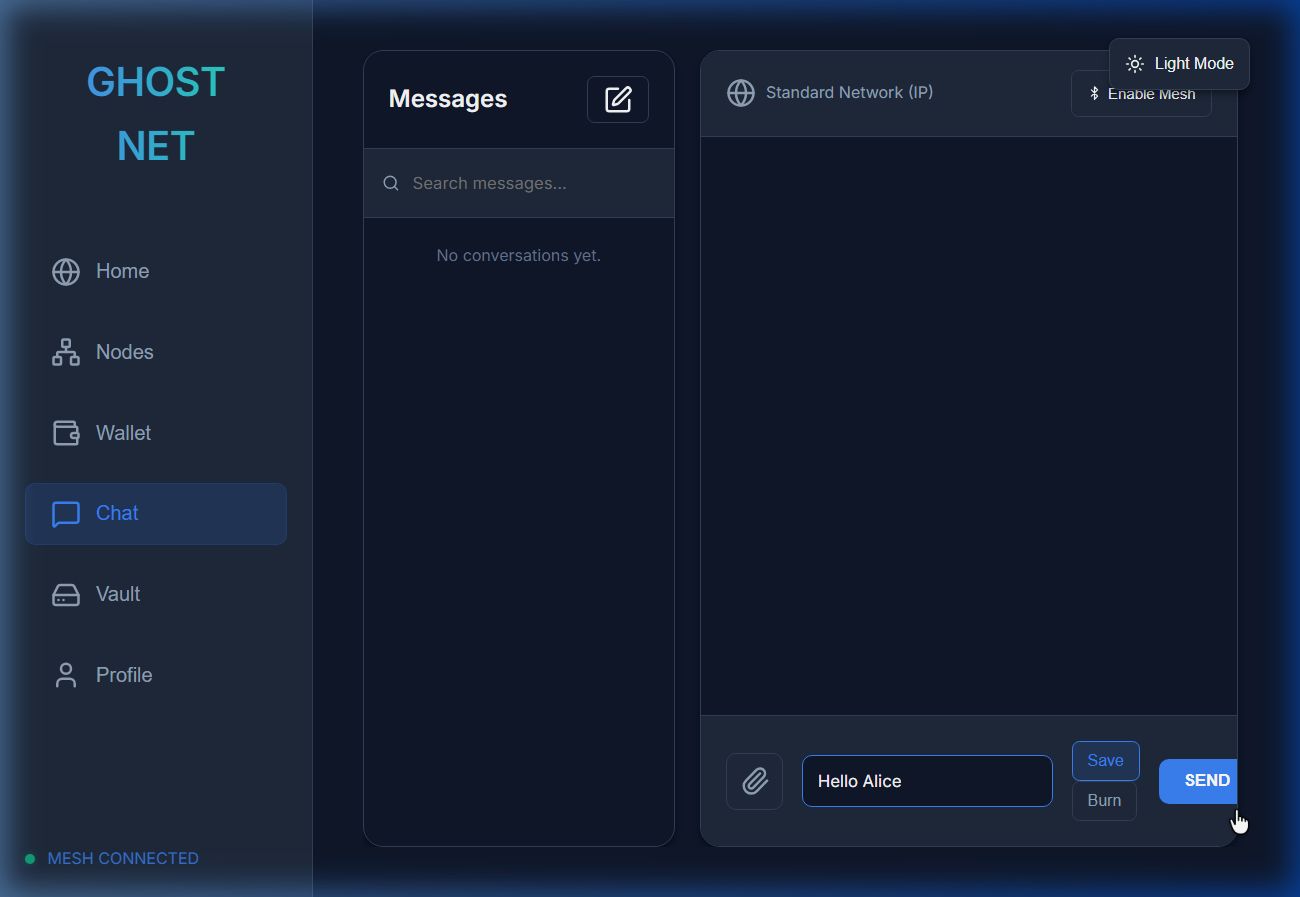 GHOST
NET
Home
Nodes
Wallet
Chat
Vault
Profile
MESH CONNECTED
Messages
Search messages...
No conversations yet.
Standard Network (IP)
Light Mode
Enable Mesh
Hello Alice
Save
Burn
SEND